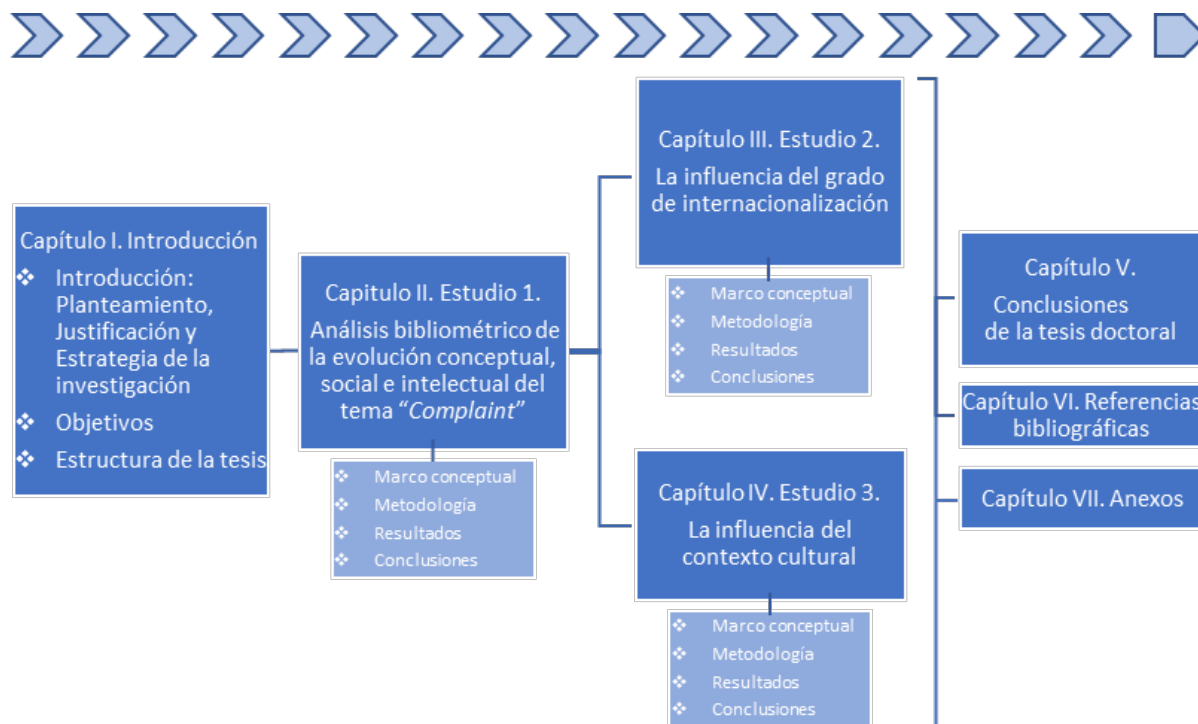 Capítulo I. Introducción
❖ Introducción:
Planteamiento,
Justificación y
Estrategia de la
investigación
❖ Objetivos
❖ Estructura de la tesis
Capitulo II. Estudio 1.
Análisis bibliométrico de
la evolución conceptual,
social e intelectual del
tema “Complaint”
❖ Marco conceptual
❖ Metodología
❖ Resultados
❖ Conclusiones
Capítulo III. Estudio 2.
La influencia del grado
de internacionalización
❖ Marco conceptual
❖ Metodología
❖ Resultados
❖ Conclusiones
Capítulo IV. Estudio 3.
La influencia del
contexto cultural
❖ Marco conceptual
❖ Metodología
❖ Resultados
❖ Conclusiones
Capítulo V.
Conclusiones
de la tesis doctoral
Capítulo VI. Referencias
bibliográficas
Capítulo VII. Anexos